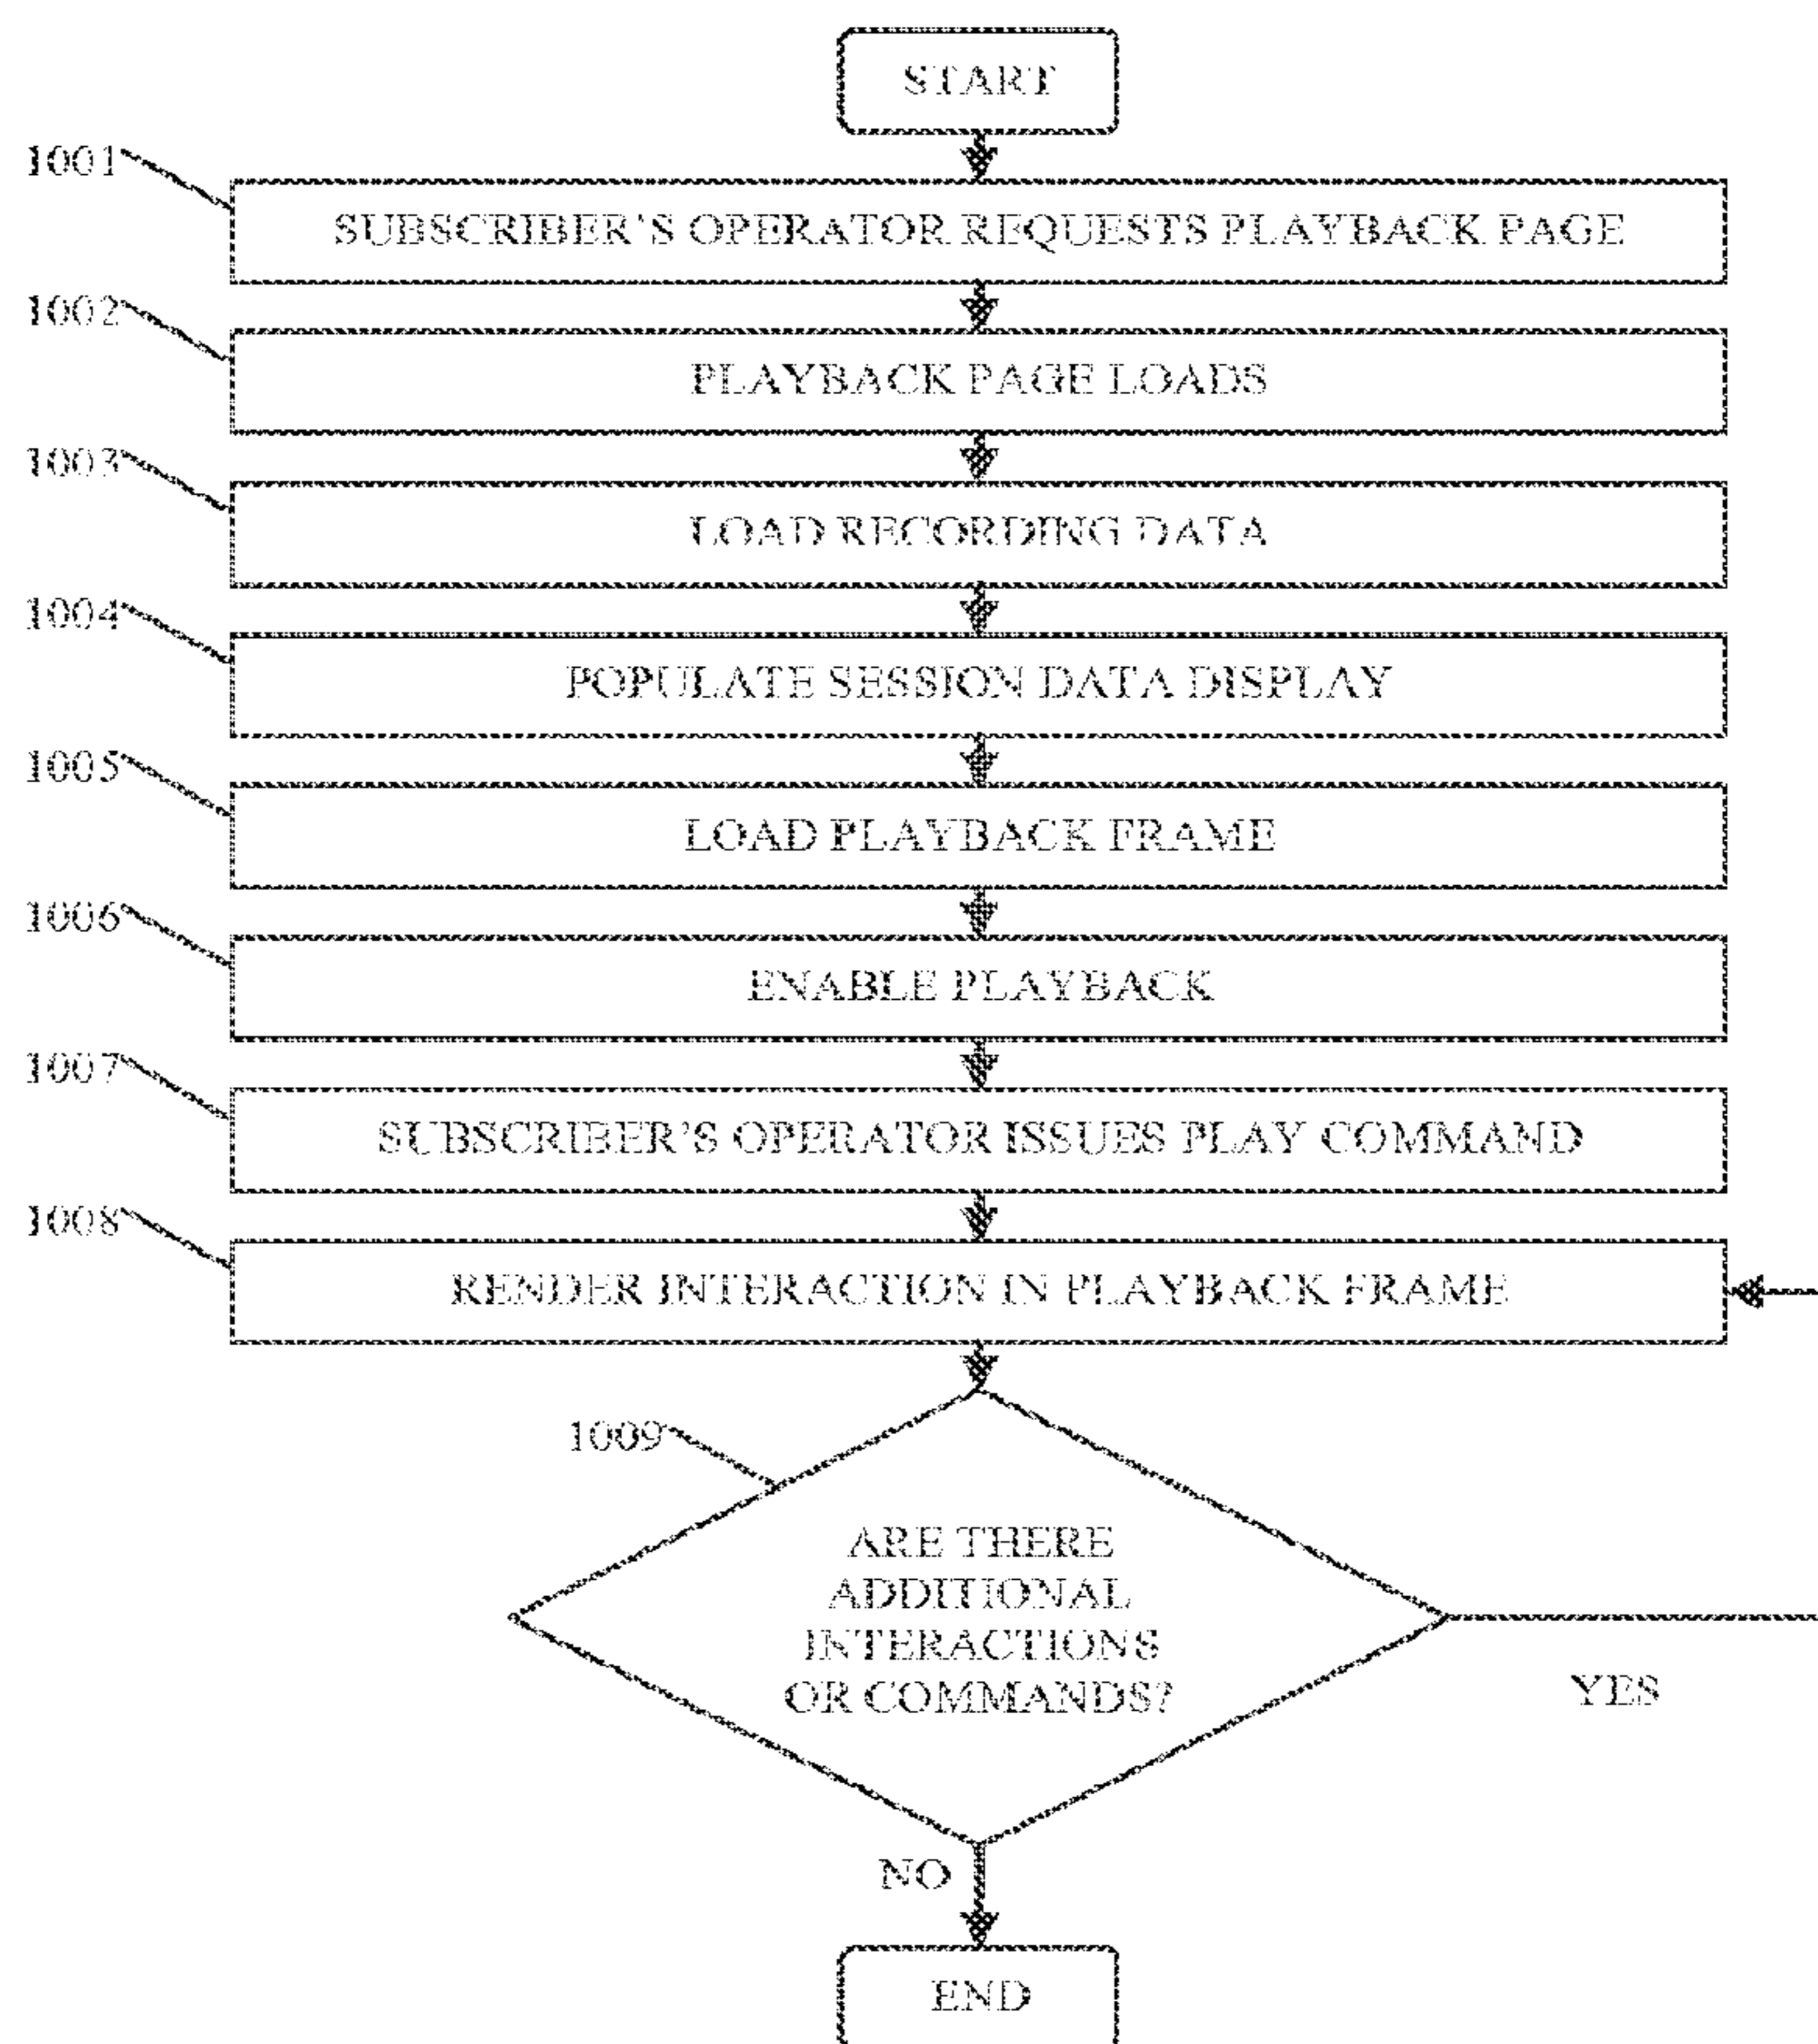 START
1001
SUBSCRIBER'S OPERATOR REQUESTS PLAYBACK PAGE
1002
PLAYBACK PAGE LOADS
1003
LOAD RECORDING DATA
1004
POPULATE SESSION DATA DISPLAY
1005
LOAD PLAYBACK FRAME
1006
ENABLE PLAYBACK
1007
SUBSCRIBER'S OPERATOR ISSUES PLAY COMMAND
1008
RENDER INTERACTION IN PLAYBACK FRAME
1009
ARE THERE
ADDITIONAL
INTERACTIONS
OR COMMANDS?
YES
NO
END